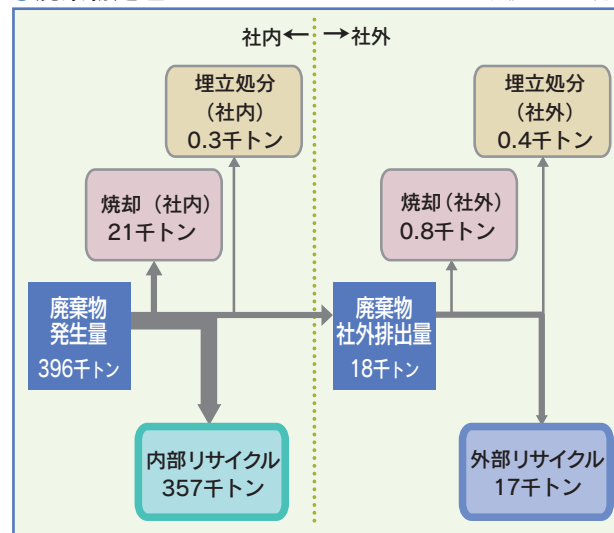 社内←
→社外
埋立処分
(社内)
0.3千トン
埋立処分
(社外)
0.4千トン
焼却（社内）
21千トン
焼却（社外）
0.8千トン
廃棄物
発生量
396千トン
廃棄物
社外排出量
18千トン
内部リサイクル
357千トン
外部リサイクル
17千トン